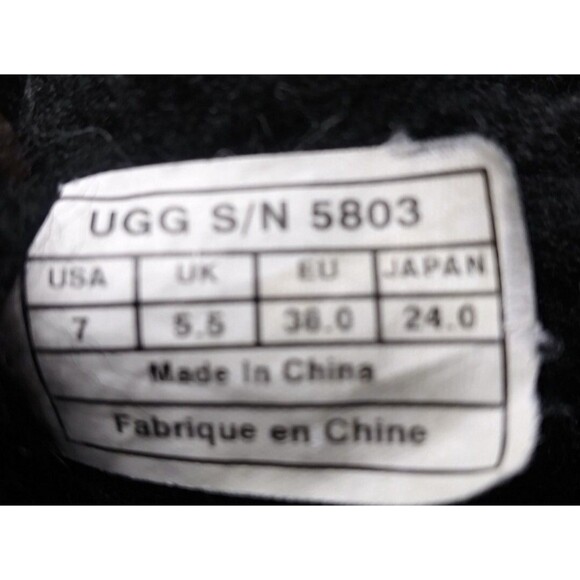 UGG S/N 5803
USA UK EU JAPAN
7 5.5 38.0 24.0
Made In China
Fabrique en Chine